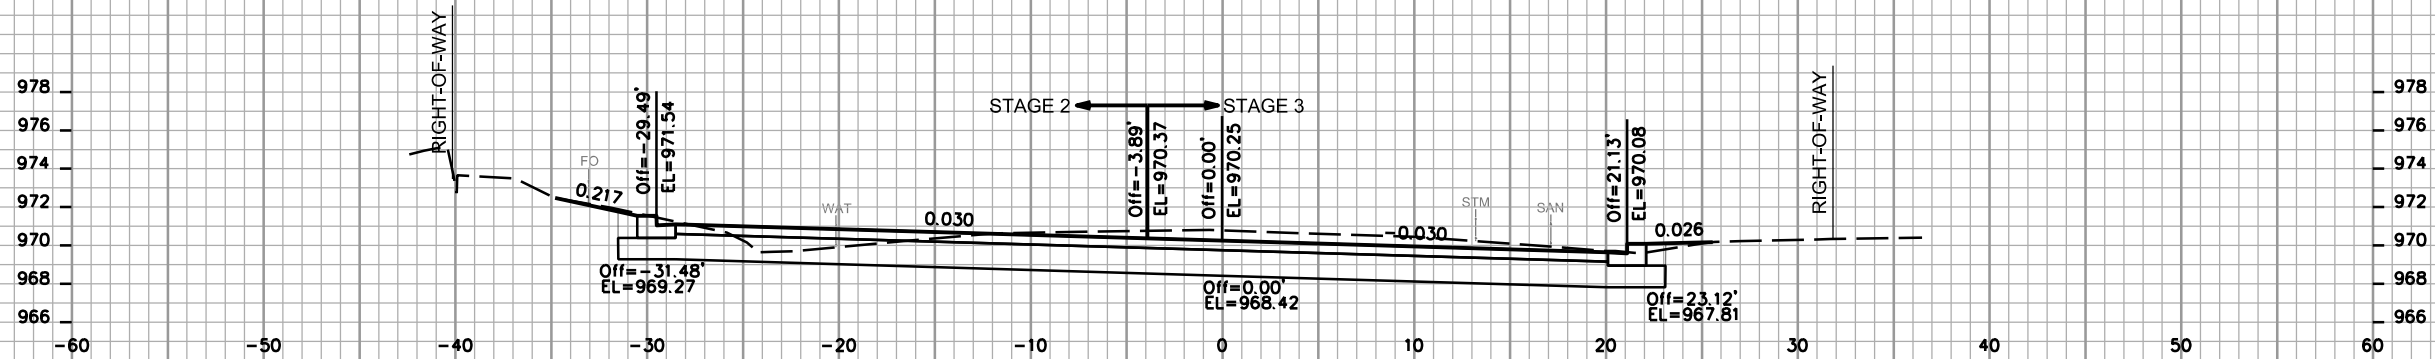 RIGHT-OF-WAY
978
976
974
972
970
968
966
FO
0.217
Off=-29.49'
EL=971.54
WAT
0.030
STAGE 2
STAGE 3
Off=-3.89'
EL=970.37
Off=0.00'
EL=970.25
STM
SAN
-0.030
Off=21.13'
EL=970.08
0.026
RIGHT-OF-WAY
978
976
974
972
970
968
966
Off=-31.48'
EL=969.27
Off=0.00'
EL=968.42
Off=23.12'
EL=967.81
-60 -50 -40 -30 -20 -10 0 10 20 30 40 50 60